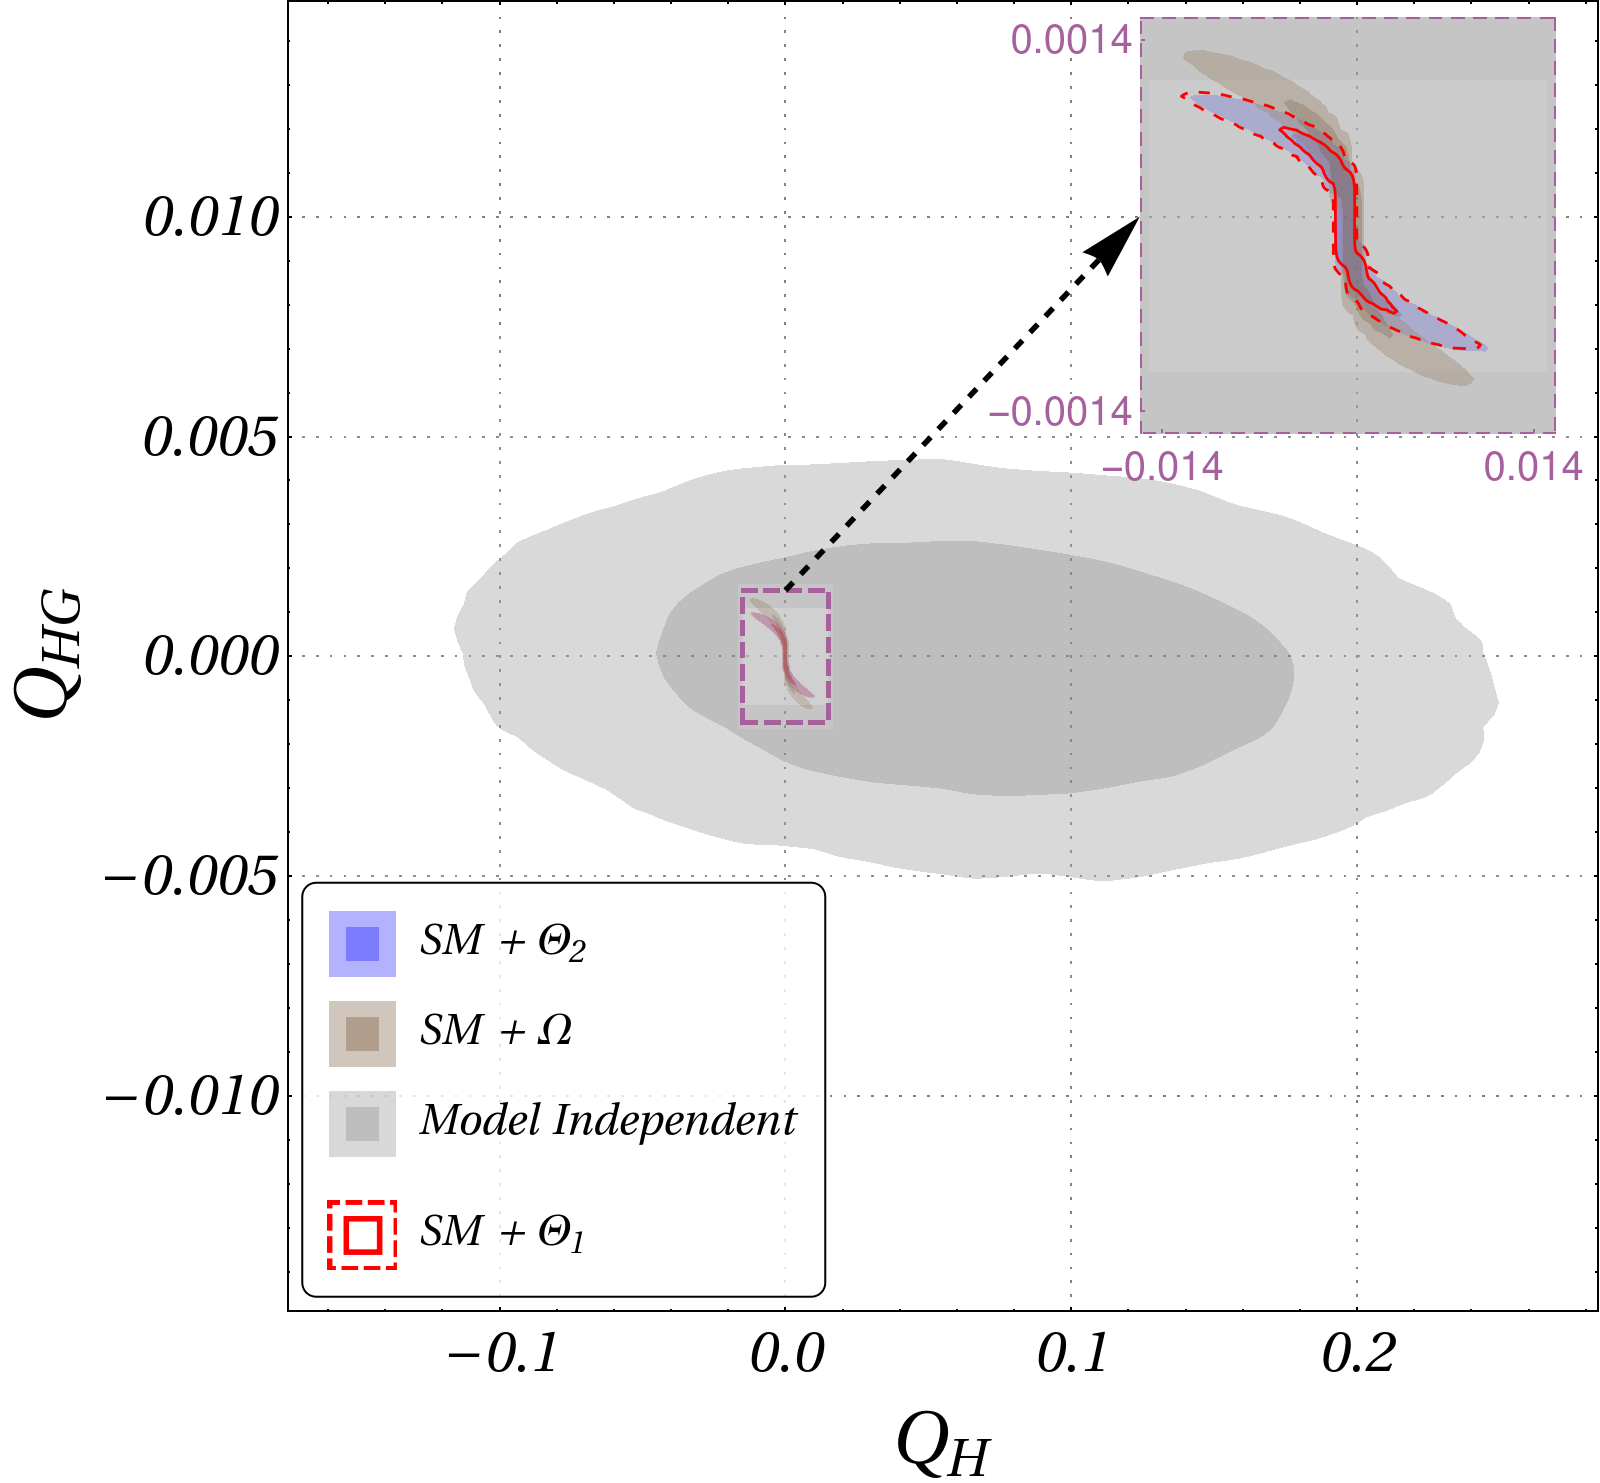 0.0014
−0.0014
−0.014 0.014
0.010
0.005
0.000
−0.005
−0.010
Q_HG
SM + Θ_2
SM + Ω
Model Independent
SM + Θ_1
−0.1 0.0 0.1 0.2
Q_H